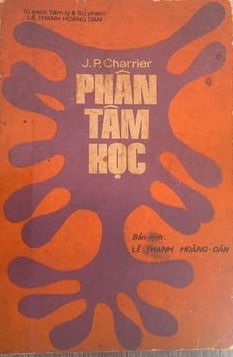 Tủ sách Tâm lý & Sư phạm
LÊ THANH HOÀNG DÂN
J.P. Charrier
PHÂN
TÂM
HỌC
Bản dịch:
LÊ THANH HOÀNG-DÂN